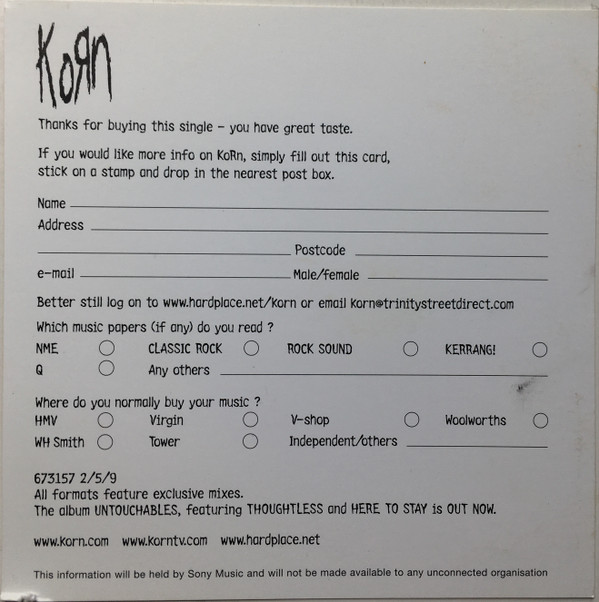 KoRn
Thanks for buying this single – you have great taste.
If you would like more info on KoRn, simply fill out this card,
stick on a stamp and drop in the nearest post box.
Name
Address
Postcode
e-mail Male/female
Better still log on to www.hardplace.net/korn or email korn@trinitystreetdirect.com
Which music papers (if any) do you read ?
NME CLASSIC ROCK ROCK SOUND KERRANG!
Q Any others
Where do you normally buy your music ?
HMV Virgin V-shop Woolworths
WH Smith Tower Independent/others
673157 2/5/9
All formats feature exclusive mixes.
The album UNTOUCHABLES, featuring THOUGHTLESS and HERE TO STAY is OUT NOW.
www.korn.com www.korntv.com www.hardplace.net
This information will be held by Sony Music and will not be made available to any unconnected organisation